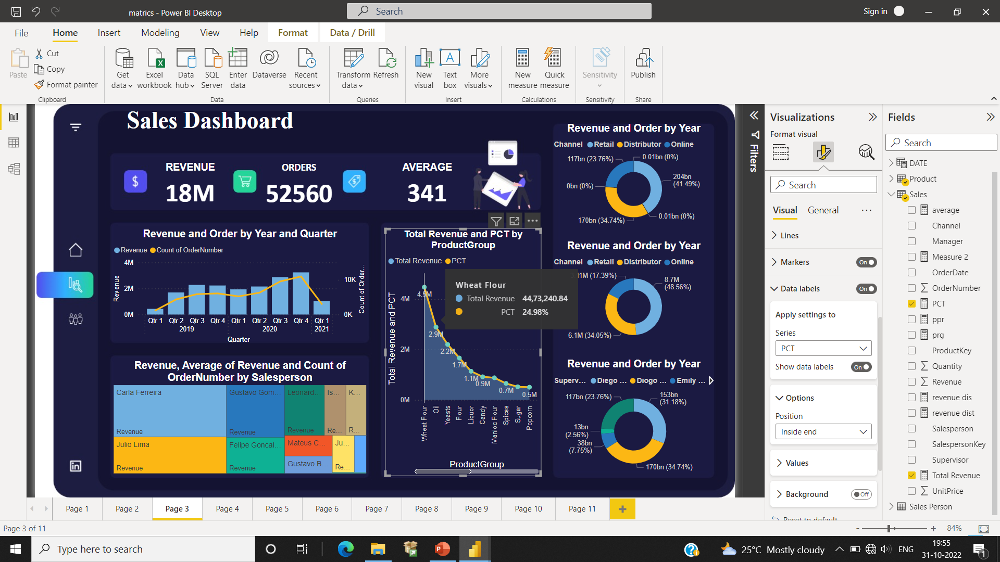 matrics - Power BI Desktop
Search
Sign in
File
Home
Insert
Modeling
View
Help
Format
Data / Drill
Paste
Cut
Copy
Format painter
Clipboard
Get data
Excel workbook
Data hub
SQL Server
Enter data
Dataverse
Recent sources
Data
Transform data
Refresh
Queries
New visual
Text box
More visuals
Insert
New measure
Quick measure
Calculations
Sensitivity
Sensitivity
Publish
Share
Sales Dashboard
REVENUE
18M
ORDERS
52560
AVERAGE
341
Revenue and Order by Year and Quarter
Revenue Count of OrderNumber
4M
2M
0M
Revenue
10K
0K
Count of Order...
Qtr 1 Qtr 2 Qtr 3 Qtr 4 Qtr 1 Qtr 2 Qtr 3 Qtr 4 Qtr 1
2019 2020 2021
Quarter
Revenue, Average of Revenue and Count of
OrderNumber by Salesperson
Carla Ferreira
Revenue
Julio Lima
Revenue
Gustavo Gom...
Revenue
Felipe Goncal...
Revenue
Leonard...
Revenue
Is...
Re...
K...
R...
Mateus C...
Gustavo B...
Ju...
Re...
Total Revenue and PCT by
ProductGroup
Total Revenue PCT
Total Revenue and PCT
4M
2M
0M
4.5M
2.9M
2.2M
1.7M
1.1M
0.9M
0.7M
0.5M
Wheat Flour
Oil
Yeasts
Flour
Liquor
Candy
Manioc Flour
Spices
Sugar
Popcorn
ProductGroup
Wheat Flour
Total Revenue 44,73,240.84
PCT 24.98%
Revenue and Order by Year
Channel Retail Distributor Online
117bn (23.76%)
0.01bn (0%)
204bn
(41.49%)
0bn (0%)
0.01bn (0%)
170bn (34.74%)
Revenue and Order by Year
Channel Retail Distributor Online
(17.39%)
8.7M
(48.56%)
6.1M (34.05%)
Revenue and Order by Year
Superv... Diego ... Diogo ... Emily ...
117bn (23.76%)
153bn
(31.18%)
13bn
(2.56%)
38bn
(7.75%)
170bn (34.74%)
Filters
Visualizations
Format visual
Search
Visual
General
...
Lines
Markers
On
Data labels
On
Apply settings to
Series
PCT
Show data labels
On
Options
Position
Inside end
Values
Background
Off
Reset to default
Fields
Search
DATE
Product
Sales
average
Channel
Manager
Measure 2
OrderDate
OrderNumber
PCT
ppr
prg
ProductKey
Quantity
Revenue
revenue dis
revenue dist
Salesperson
SalespersonKey
Supervisor
Total Revenue
UnitPrice
Sales Person
Page 1
Page 2
Page 3
Page 4
Page 5
Page 6
Page 7
Page 8
Page 9
Page 10
Page 11
Page 3 of 11
- + 84%
Type here to search
25°C Mostly cloudy
ENG
19:55
31-10-2022
1